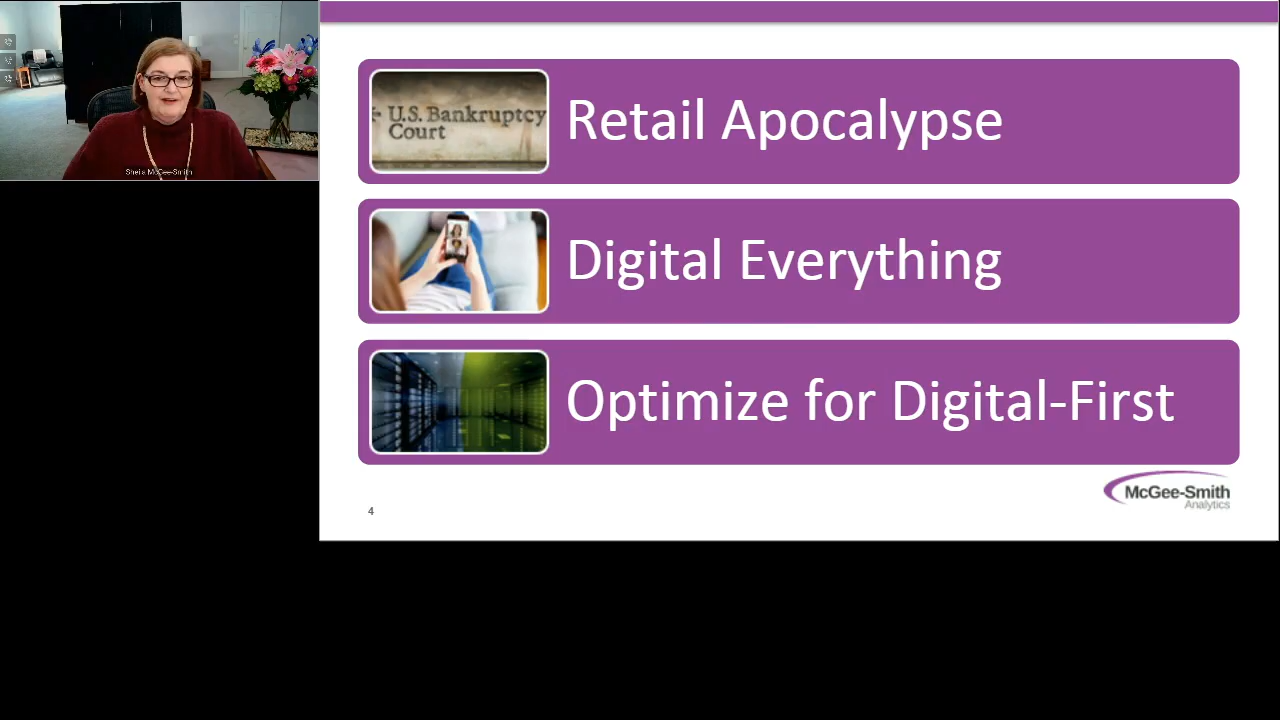 Sheila McGee-Smith
U.S. Bankruptcy
Court
Retail Apocalypse
Digital Everything
Optimize for Digital-First
McGee-Smith
Analytics
4